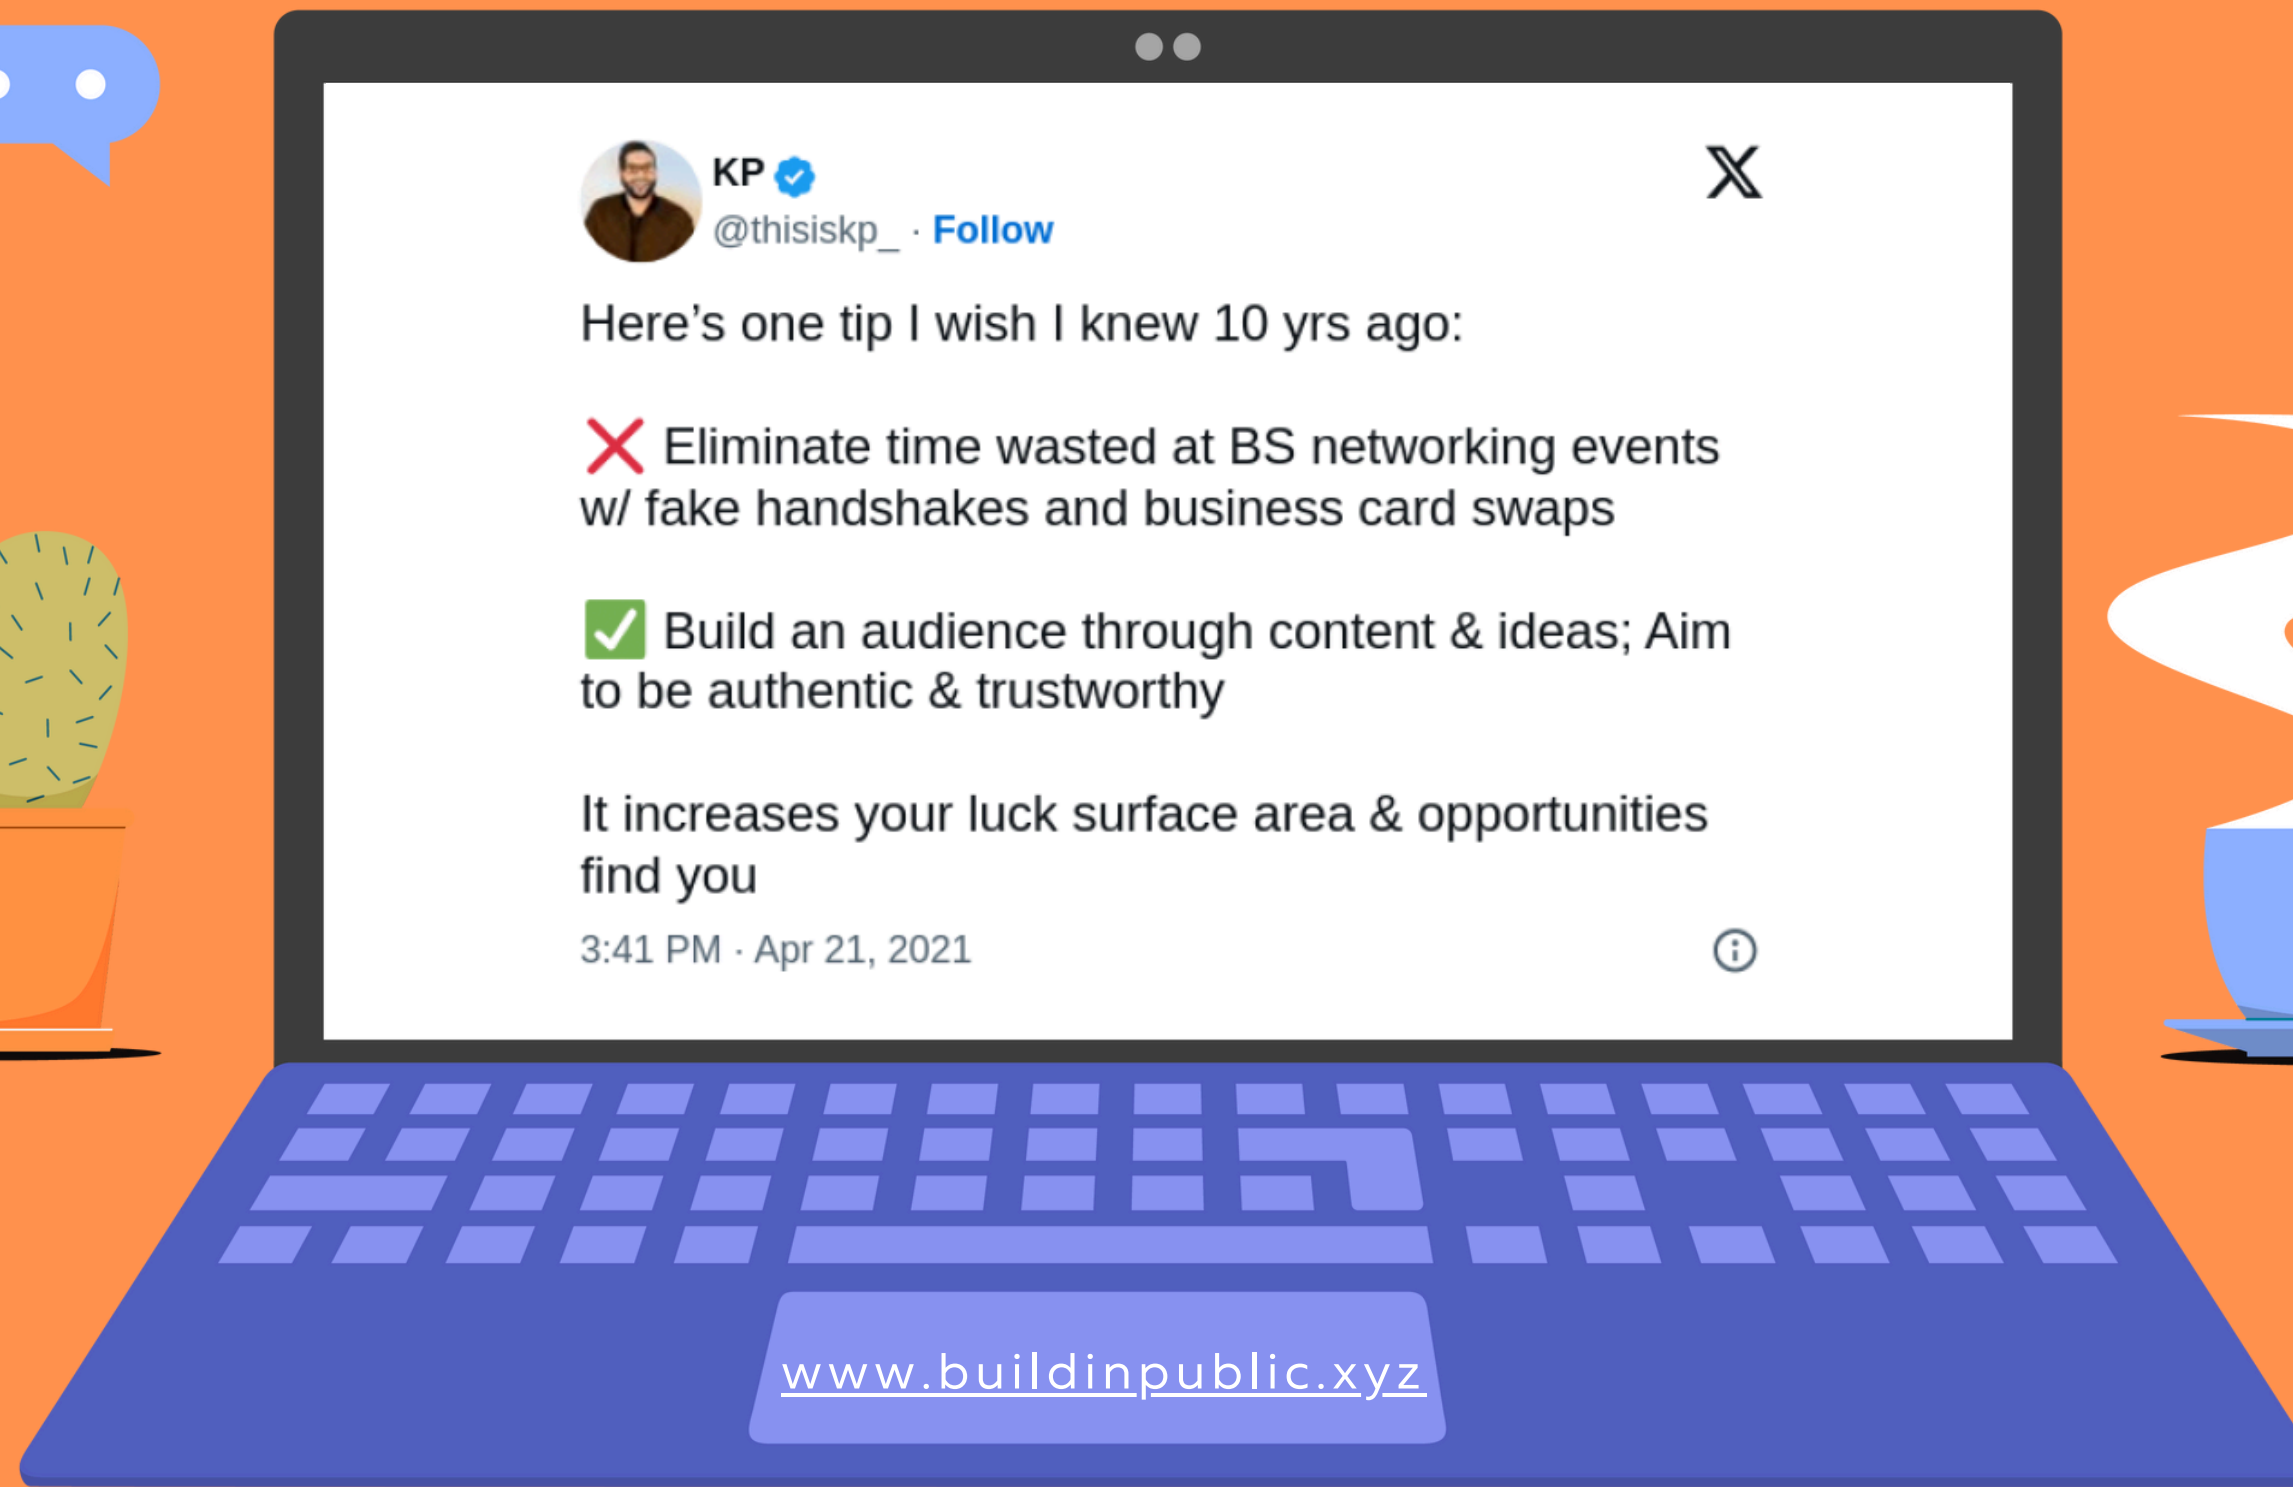 KP
@thisiskp_ · Follow
Here’s one tip I wish I knew 10 yrs ago:
❌ Eliminate time wasted at BS networking events
w/ fake handshakes and business card swaps
✅ Build an audience through content & ideas; Aim
to be authentic & trustworthy
It increases your luck surface area & opportunities
find you
3:41 PM · Apr 21, 2021
www.buildinpublic.xyz